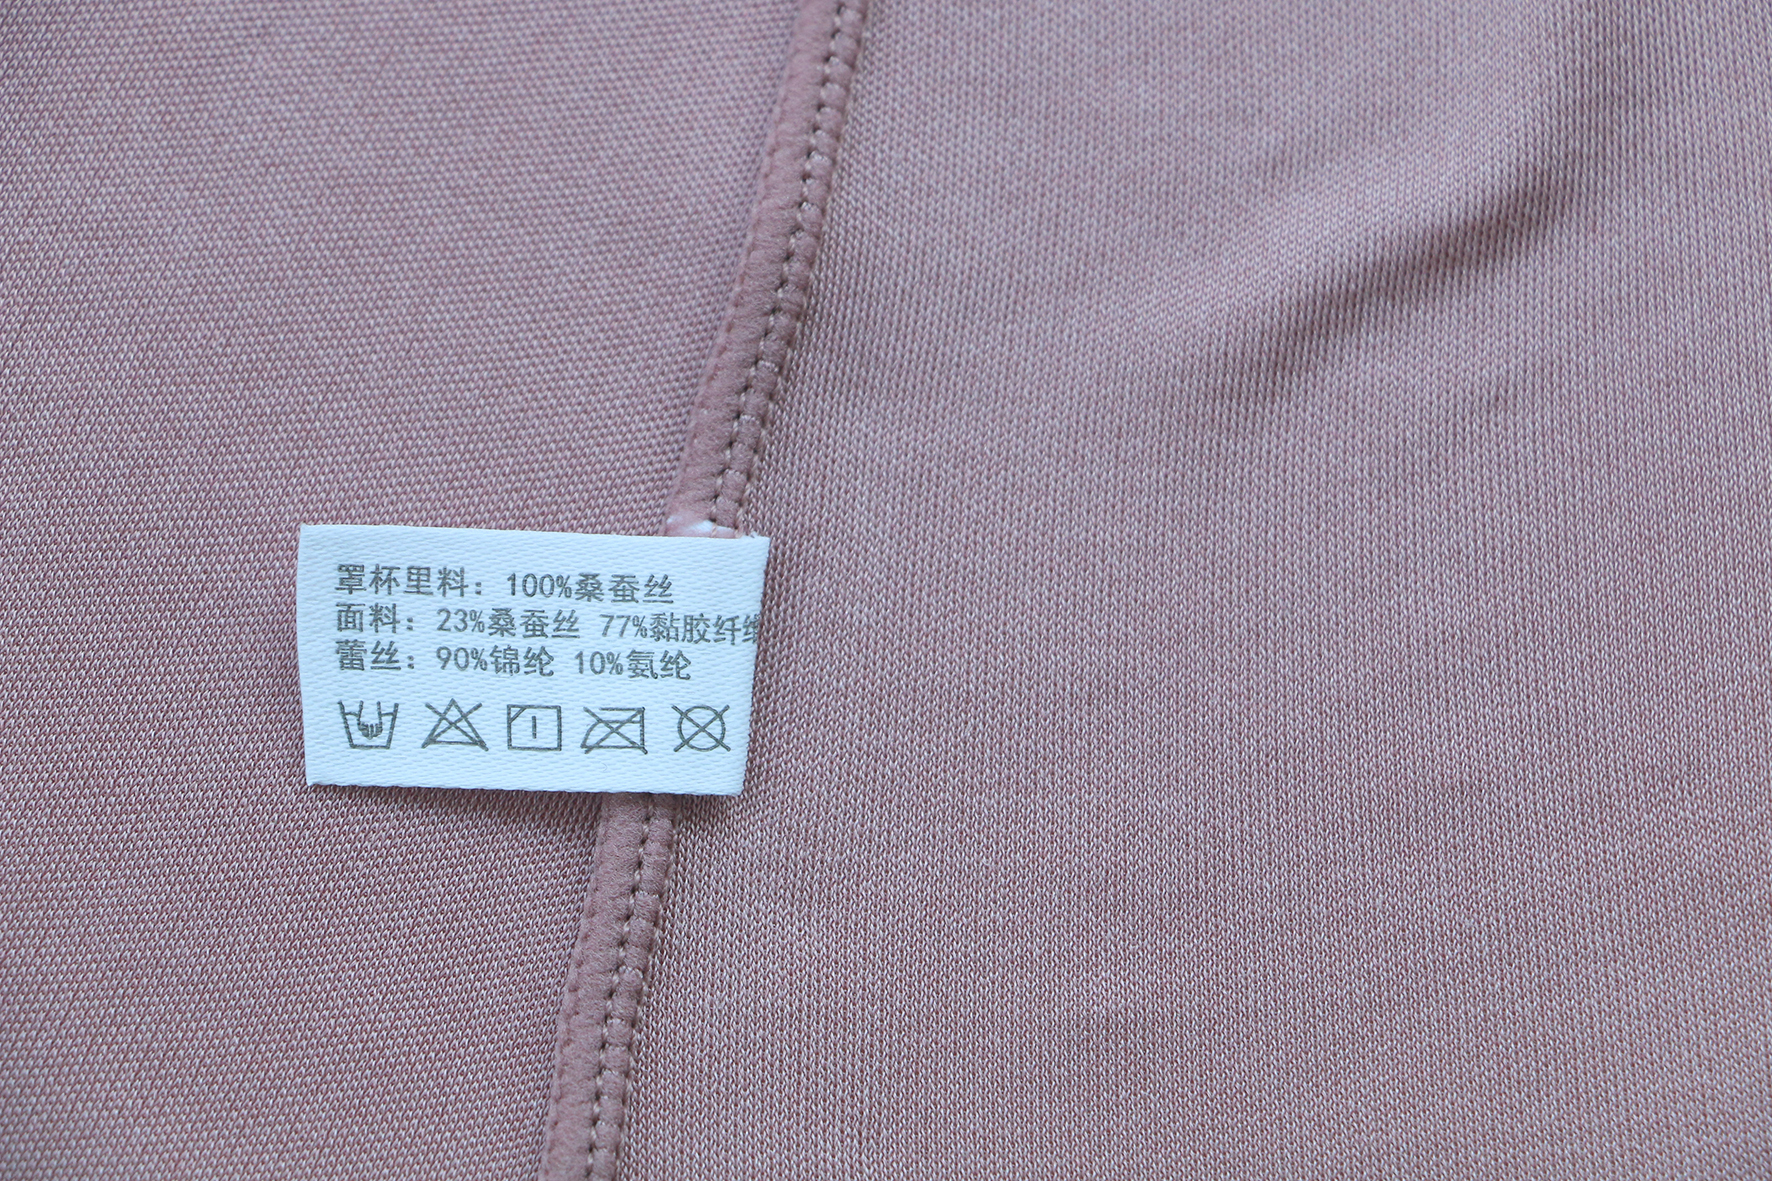 罩杯里料：100%桑蚕丝
面料：23%桑蚕丝 77%黏胶纤维
蕾丝：90%锦纶 10%氨纶